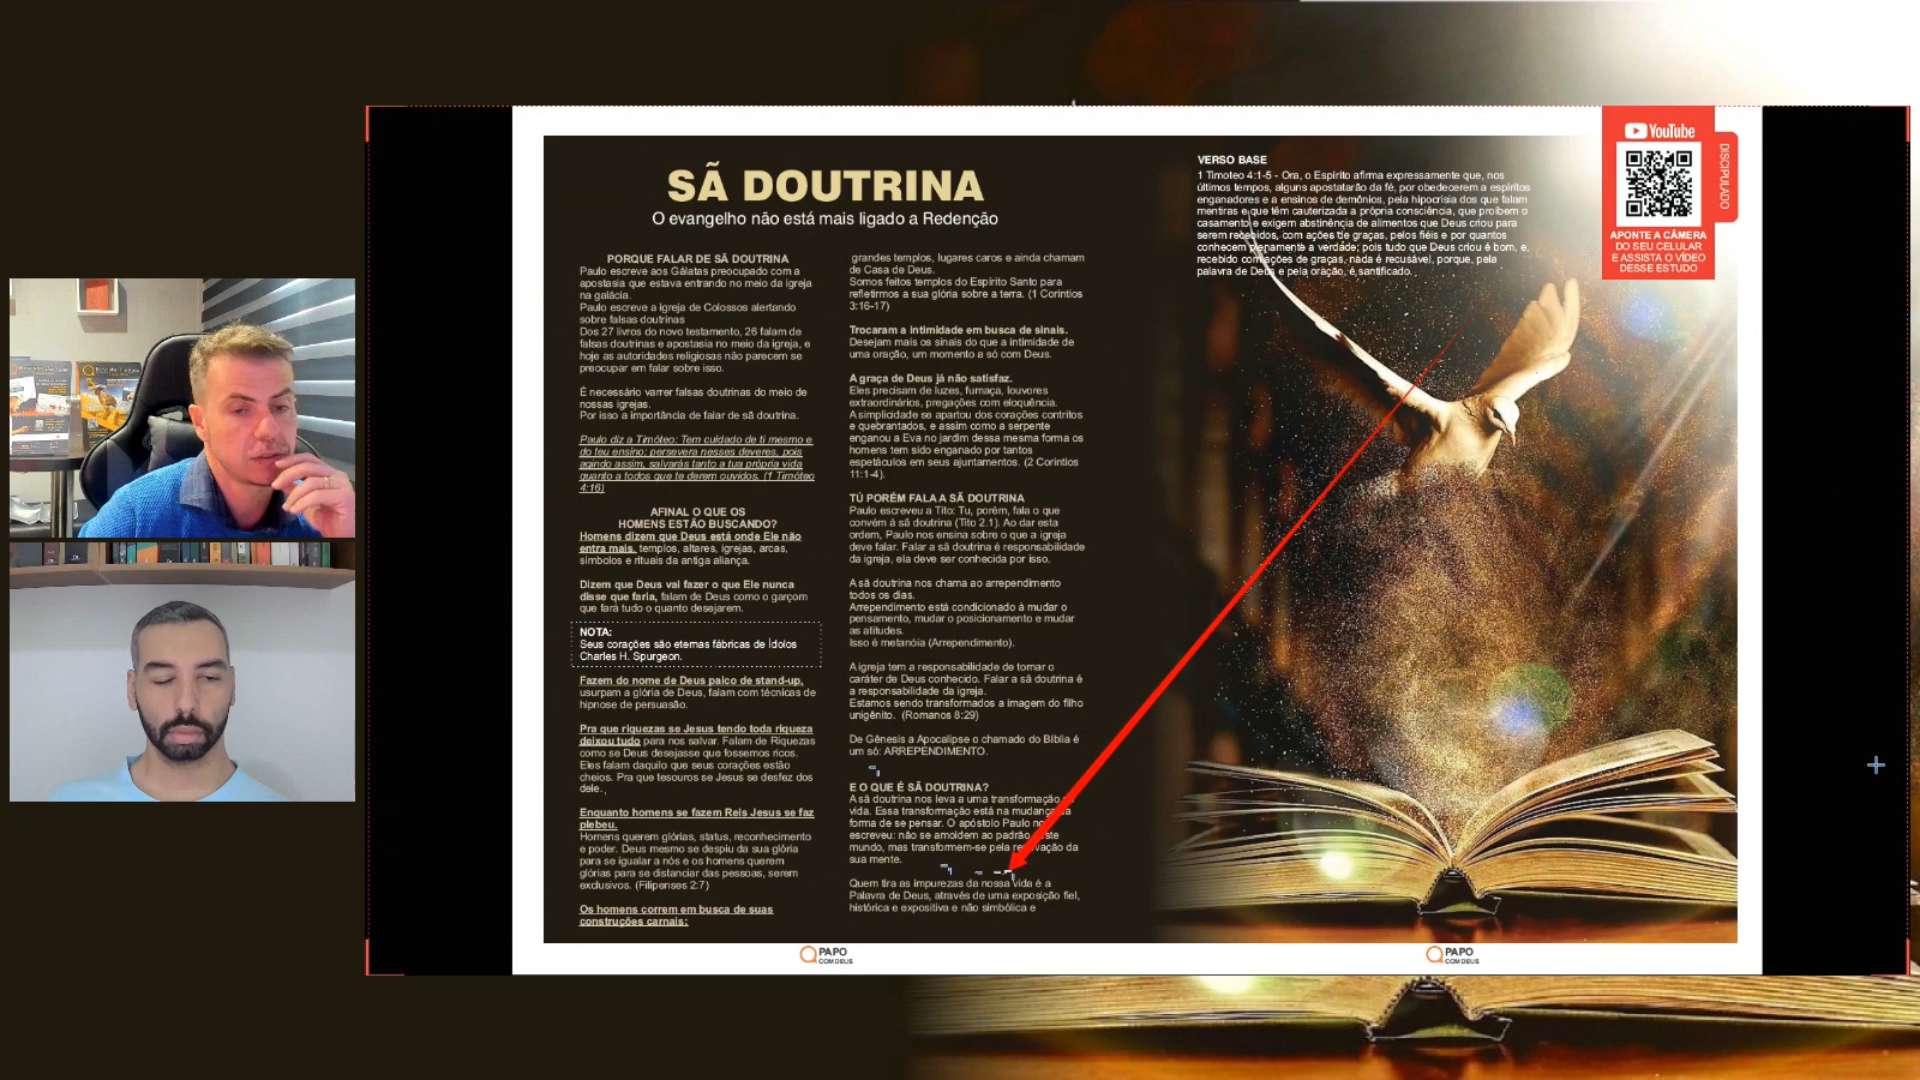 SÃ DOUTRINA
O evangelho não está mais ligado a Redenção
PORQUE FALAR DE SÃ DOUTRINA
Paulo escreve aos Gálatas preocupado com a
apostasia que estava entrando no meio da igreja
na galácia.
Paulo escreve a igreja de Colossos alertando
sobre falsas doutrinas
Dos 27 livros do novo testamento, 26 falam de
falsas doutrinas e apostasia no meio da igreja, e
hoje as autoridades religiosas não parecem se
preocupar em falar sobre isso.
É necessário varrer falsas doutrinas do meio de
nossas igrejas.
Por isso a importância de falar de sã doutrina.
Paulo diz a Timóteo: Tem cuidado de ti mesmo e
do teu ensino; persevera nesses deveres, pois
agindo assim, salvarás tanto a tua própria vida
quanto a todos que te derem ouvidos. (1 Timóteo
4:16)
AFINAL O QUE OS
HOMENS ESTÃO BUSCANDO?
Homens dizem que Deus está onde Ele não
entra mais, templos, altares, igrejas, arcas,
símbolos e rituais da antiga aliança.
Dizem que Deus vai fazer o que Ele nunca
disse que faria, falam de Deus como o garçom
que fará tudo o quanto desejarem.
NOTA:
Seus corações são eternas fábricas de Ídolos
Charles H. Spurgeon.
Fazem do nome de Deus palco de stand-up,
usurpam a glória de Deus, falam com técnicas de
hipnose de persuasão.
Pra que riquezas se Jesus tendo toda riqueza
deixou tudo para nos salvar. Falam de Riquezas
como se Deus desejasse que fossemos ricos.
Eles falam daquilo que seus corações estão
cheios. Pra que tesouros se Jesus se desfez dos
dele.,
Enquanto homens se fazem Reis Jesus se faz
plebeu.
Homens querem glórias, status, reconhecimento
e poder. Deus mesmo se despiu da sua glória
para se igualar a nós e os homens querem
glórias para se distanciar das pessoas, serem
exclusivos. (Filipenses 2:7)
Os homens correm em busca de suas
construções carnais:
grandes templos, lugares caros e ainda chamam
de Casa de Deus.
Somos feitos templos do Espírito Santo para
refletirmos a sua glória sobre a terra. (1 Coríntios
3:16-17)
Trocaram a intimidade em busca de sinais.
Desejam mais os sinais do que a intimidade de
uma oração, um momento a só com Deus.
A graça de Deus já não satisfaz.
Eles precisam de luzes, fumaça, louvores
extraordinários, pregações com eloquência.
A simplicidade se apartou dos corações contritos
e quebrantados, e assim como a serpente
enganou a Eva no jardim dessa mesma forma os
homens tem sido enganado por tantos
espetáculos em seus ajuntamentos. (2 Coríntios
11:1-4).
TÚ PORÉM FALA A SÃ DOUTRINA
Paulo escreveu a Tito: Tu, porém, fala o que
convém à sã doutrina (Tito 2.1). Ao dar esta
ordem, Paulo nos ensina sobre o que a igreja
deve falar. Falar a sã doutrina é responsabilidade
da igreja, ela deve ser conhecida por isso.
A sã doutrina nos chama ao arrependimento
todos os dias.
Arrependimento está condicionado à mudar o
pensamento, mudar o posicionamento e mudar
as atitudes.
Isso é metanóia (Arrependimento).
A igreja tem a responsabilidade de tornar o
caráter de Deus conhecido. Falar a sã doutrina é
a responsabilidade da igreja.
Estamos sendo transformados a imagem do filho
unigênito. (Romanos 8:29)
De Gênesis a Apocalipse o chamado do Bíblia é
um só: ARREPENDIMENTO.
E O QUE É SÃ DOUTRINA?
A sã doutrina nos leva a uma transformação
vida. Essa transformação está na mudança
forma de se pensar. O apóstolo Paulo
escreveu: não se amoldem ao padrão
mundo, mas transformem-se pela renovação da
sua mente.
Quem tira as impurezas da nossa vida é a
Palavra de Deus, através de uma exposição fiel,
histórica e expositiva e não simbólica e
VERSO BASE
1 Timoteo 4:1-5 - Ora, o Espírito afirma expressamente que, nos
últimos tempos, alguns apostatarão da fé, por obedecerem a espíritos
enganadores e a ensinos de demônios, pela hipocrisia dos que falam
mentiras e que têm cauterizada a própria consciência, que proíbem o
casamento e exigem abstinência de alimentos que Deus criou para
serem recebidos, com ações de graças, pelos fiéis e por quantos
conhecem plenamente a verdade; pois tudo que Deus criou é bom, e,
recebido com ações de graças, nada é recusável, porque, pela
palavra de Deus e pela oração, é santificado.
YouTube
DISCIPULADO
APONTE A CÂMERA
DO SEU CELULAR
E ASSISTA O VÍDEO
DESSE ESTUDO
PAPO
COM DEUS
PAPO
COM DEUS